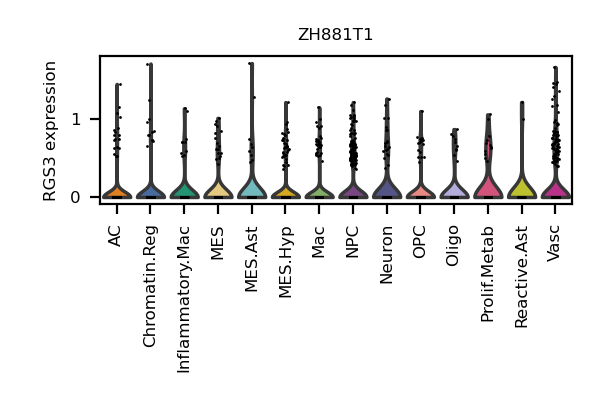 ZH881T1
RGS3 expression
1
0
AC
Chromatin.Reg
Inflammatory.Mac
MES
MES.Ast
MES.Hyp
Mac
NPC
Neuron
OPC
Oligo
Prolif.Metab
Reactive.Ast
Vasc